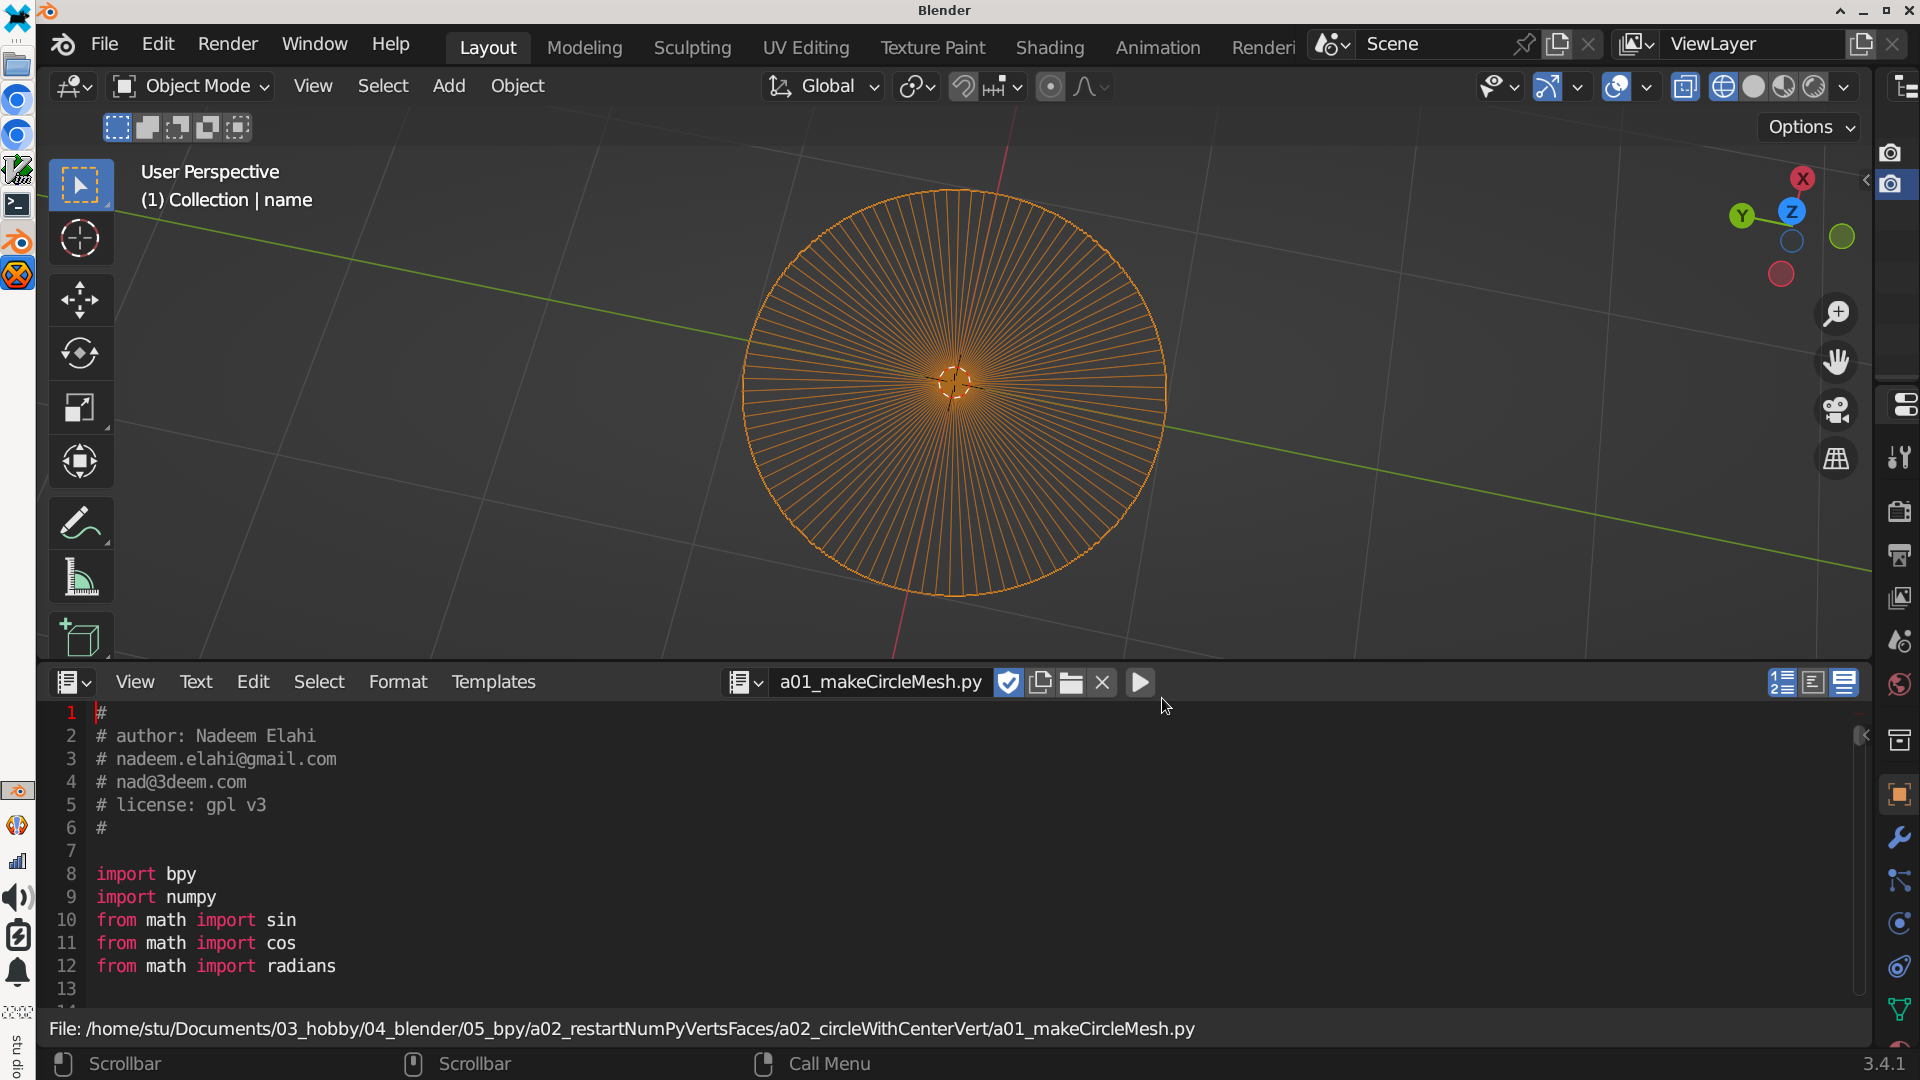 Blender
File Edit Render Window Help Layout Modeling Sculpting UV Editing Texture Paint Shading Animation Renderi Scene ViewLayer
Object Mode View Select Add Object Global
Options
User Perspective
(1) Collection | name
X
Y Z
View Text Edit Select Format Templates a01_makeCircleMesh.py
1 #
2 # author: Nadeem Elahi
3 # nadeem.elahi@gmail.com
4 # nad@3deem.com
5 # license: gpl v3
6 #
7
8 import bpy
9 import numpy
10 from math import sin
11 from math import cos
12 from math import radians
13
File: /home/stu/Documents/03_hobby/04_blender/05_bpy/a02_restartNumPyVertsFaces/a02_circleWithCenterVert/a01_makeCircleMesh.py
Scrollbar Scrollbar Call Menu 3.4.1
stu dio